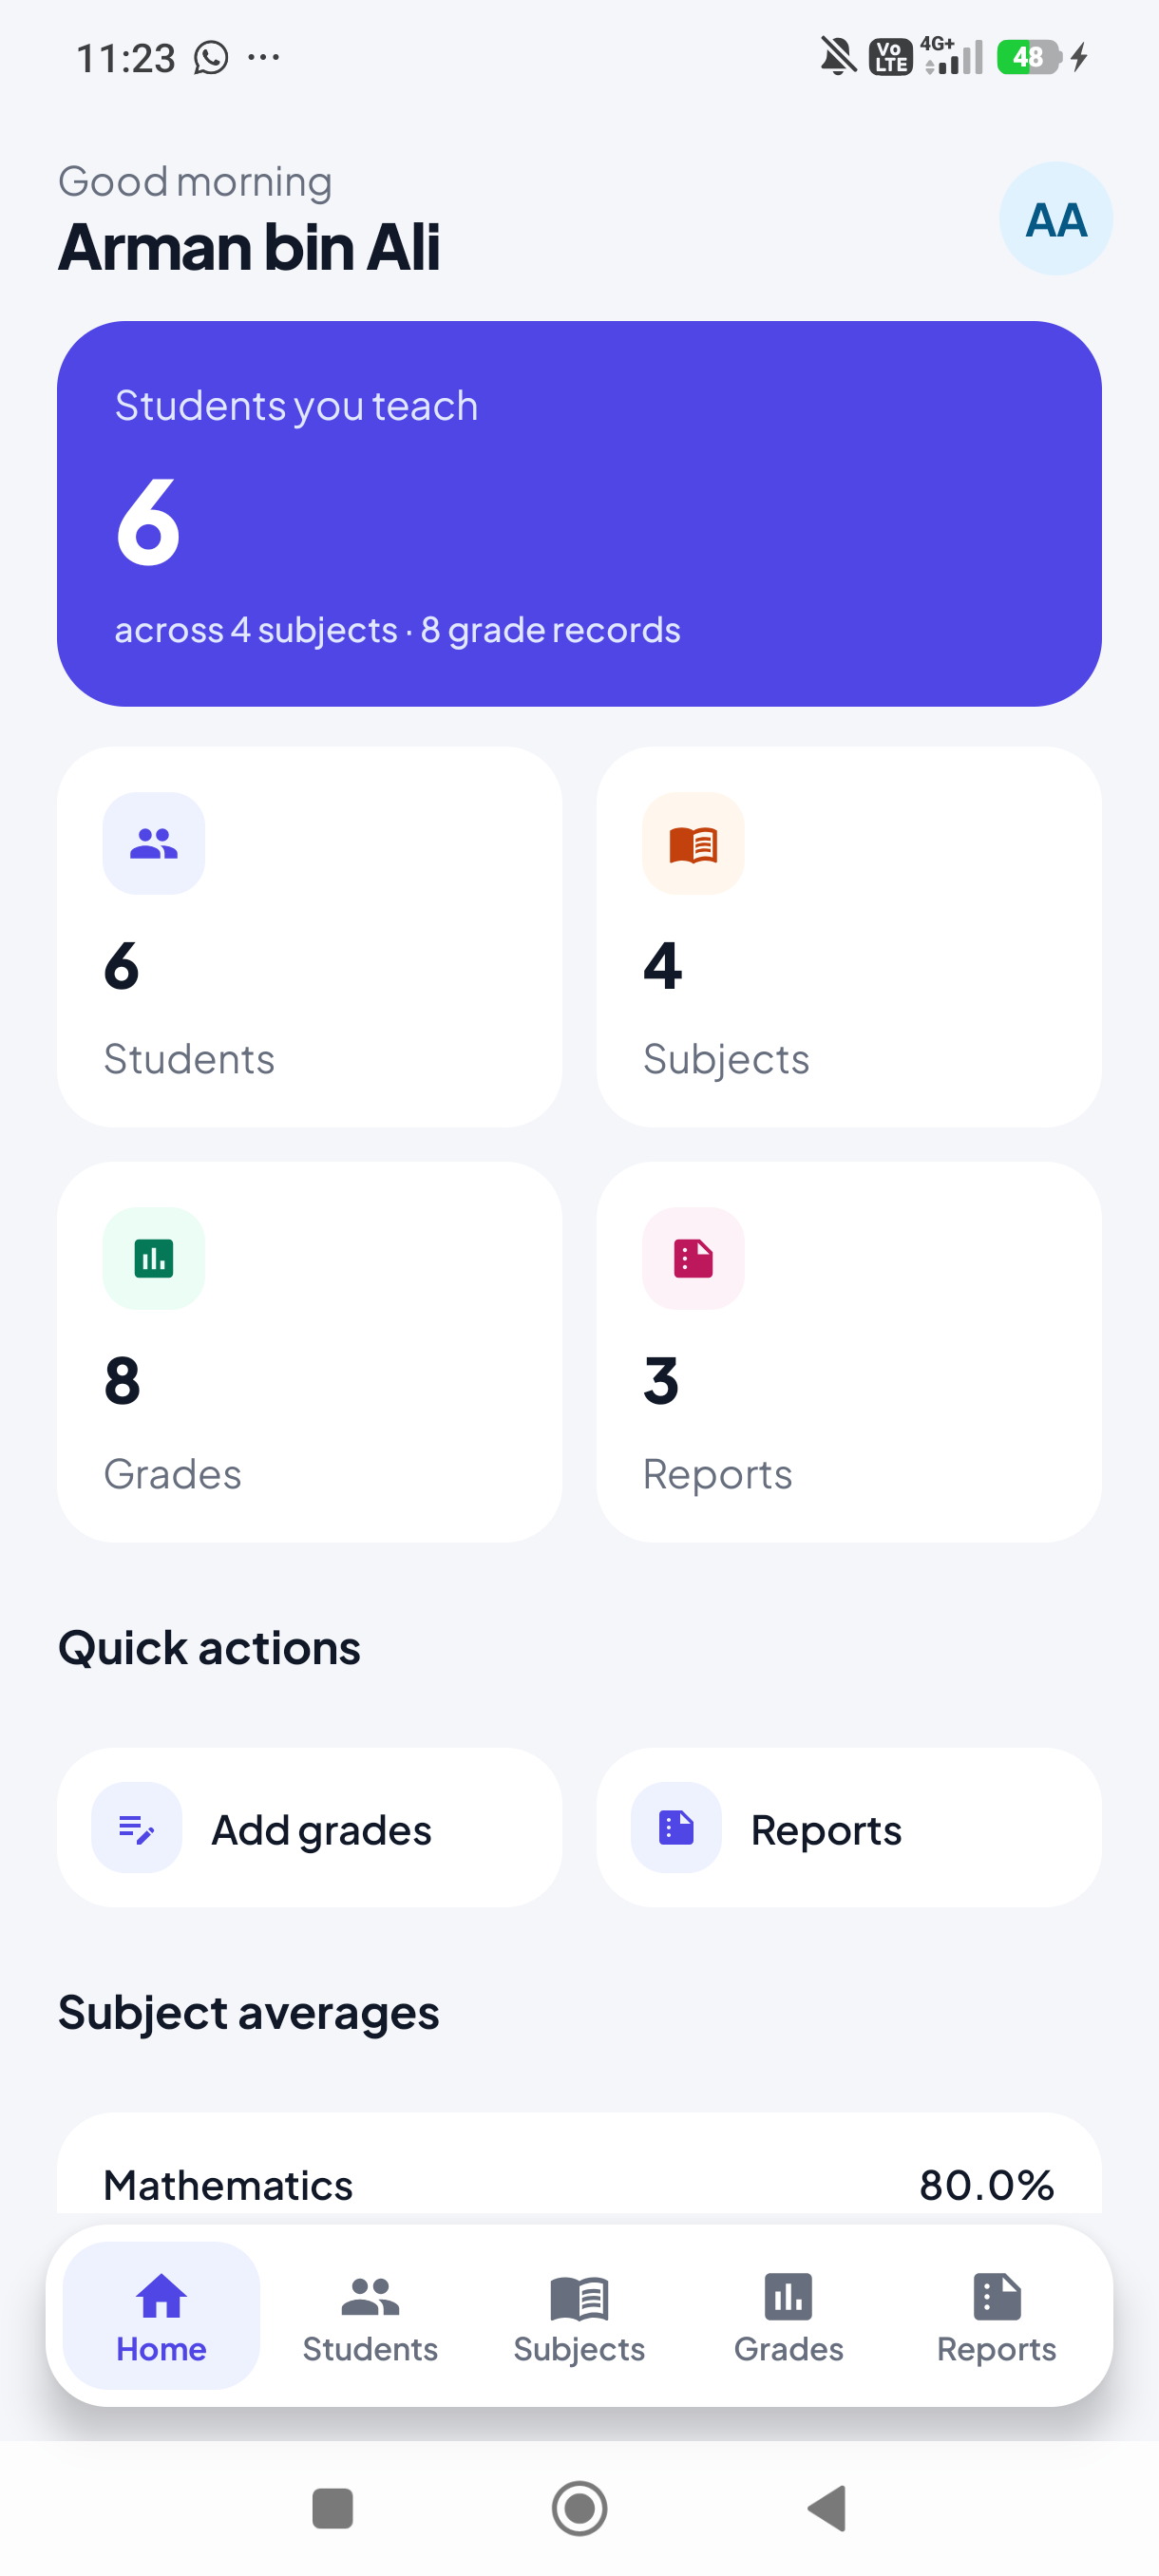 11:23
Vo LTE
4G+
48
Good morning
Arman bin Ali
AA
Students you teach
6
across 4 subjects · 8 grade records
6
Students
4
Subjects
8
Grades
3
Reports
Quick actions
Add grades
Reports
Subject averages
Mathematics 80.0%
Home
Students
Subjects
Grades
Reports